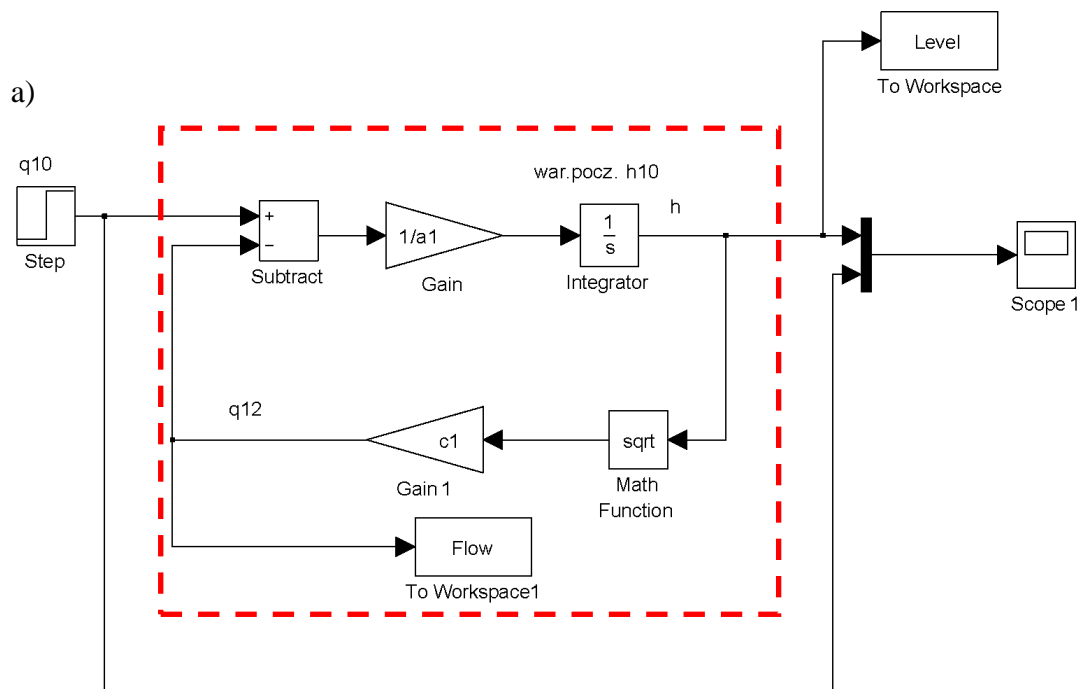 Level
To Workspace
a)
q10
war.pocz. h10
h
+
−
1/a1
1
s
Step
Subtract
Gain
Integrator
Scope 1
q12
c1
sqrt
Gain 1
Math
Function
Flow
To Workspace1